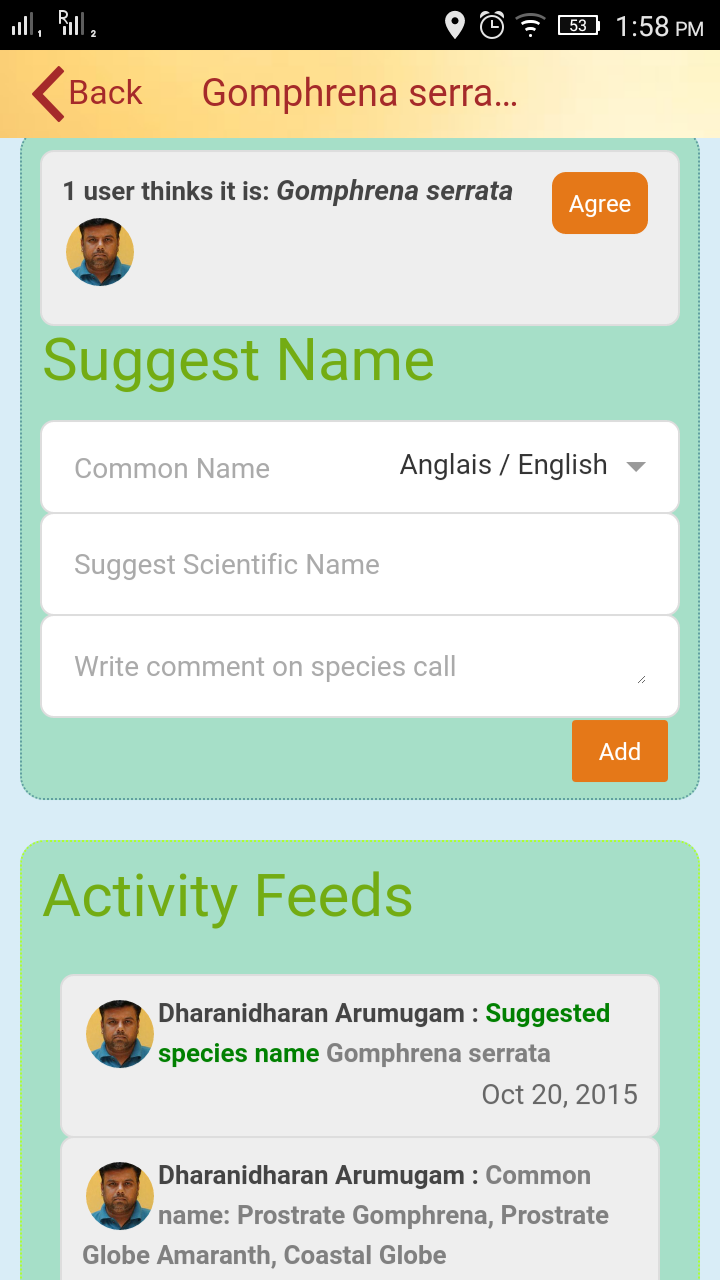 1 R 2 53 1:58 PM
Back Gomphrena serra...
1 user thinks it is: Gomphrena serrata
Agree
Suggest Name
Common Name Anglais / English
Suggest Scientific Name
Write comment on species call
Add
Activity Feeds
Dharanidharan Arumugam : Suggested
species name Gomphrena serrata
Oct 20, 2015
Dharanidharan Arumugam : Common
name: Prostrate Gomphrena, Prostrate
Globe Amaranth, Coastal Globe